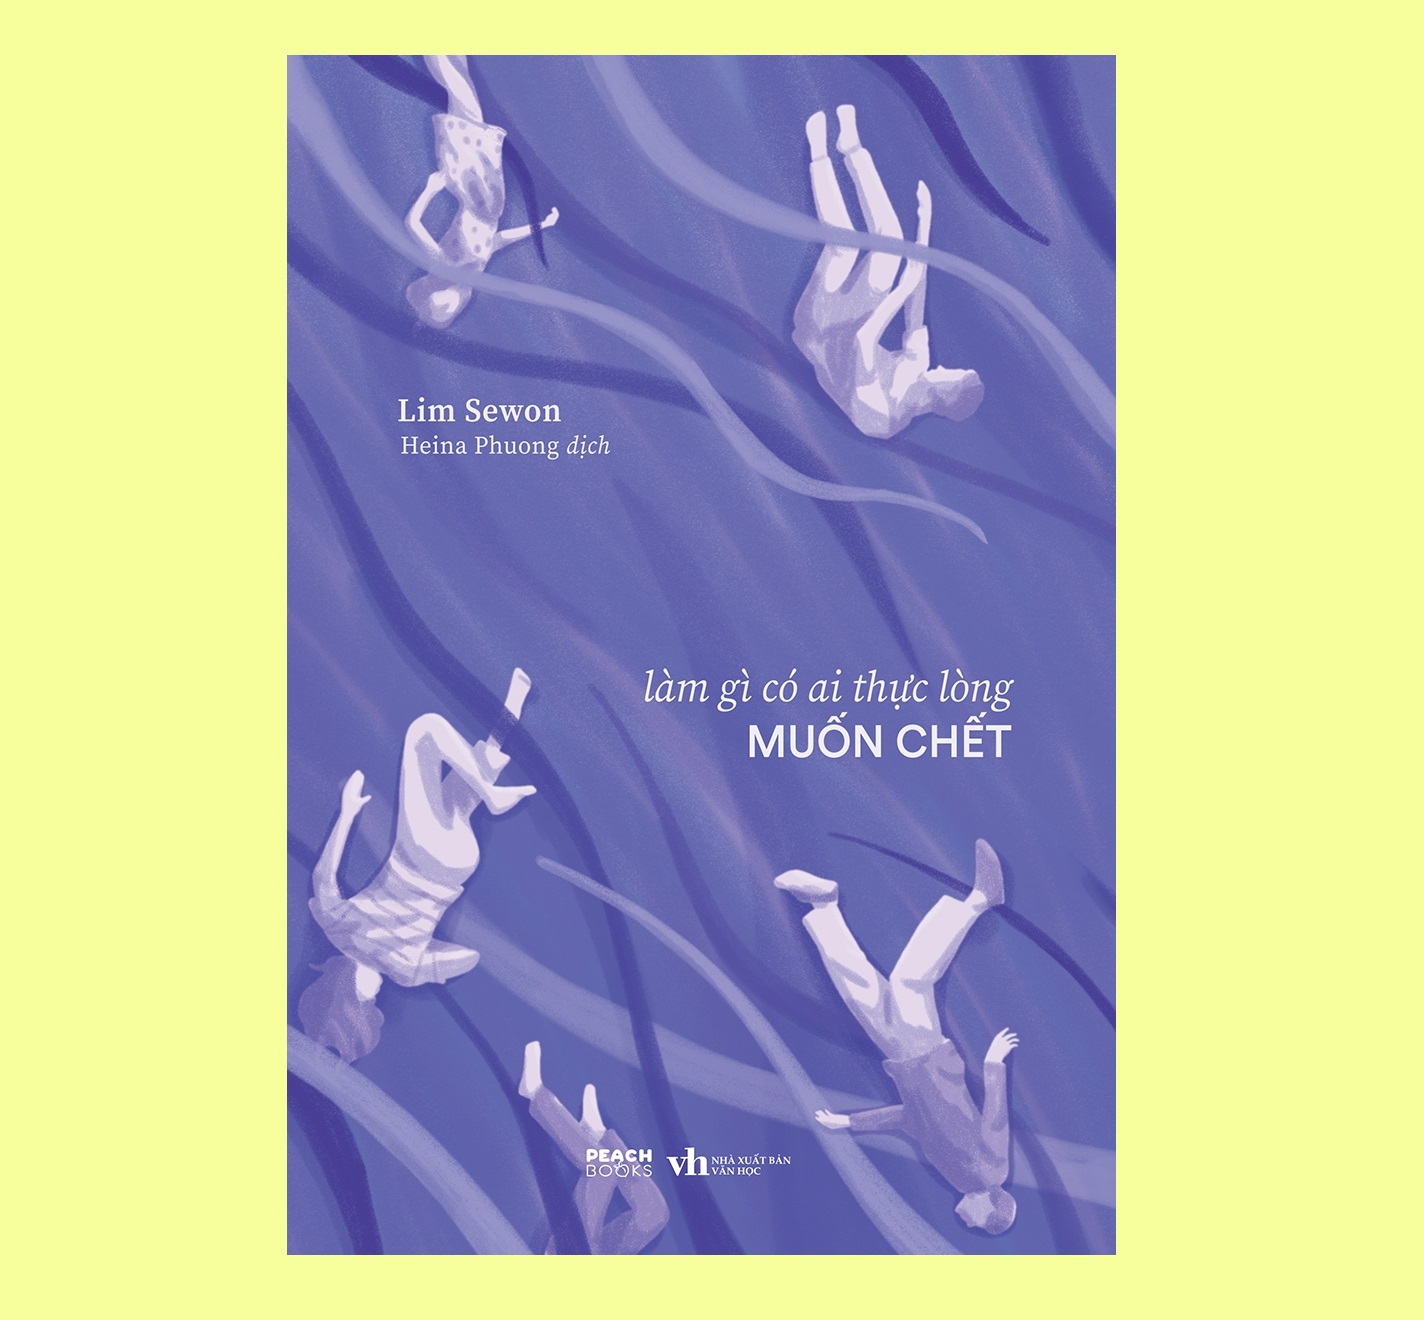 Lim Sewon
Heina Phuong dịch
làm gì có ai thực lòng
MUỐN CHẾT
PEACH
BOOKS
vh
NHÀ XUẤT BẢN
VĂN HỌC